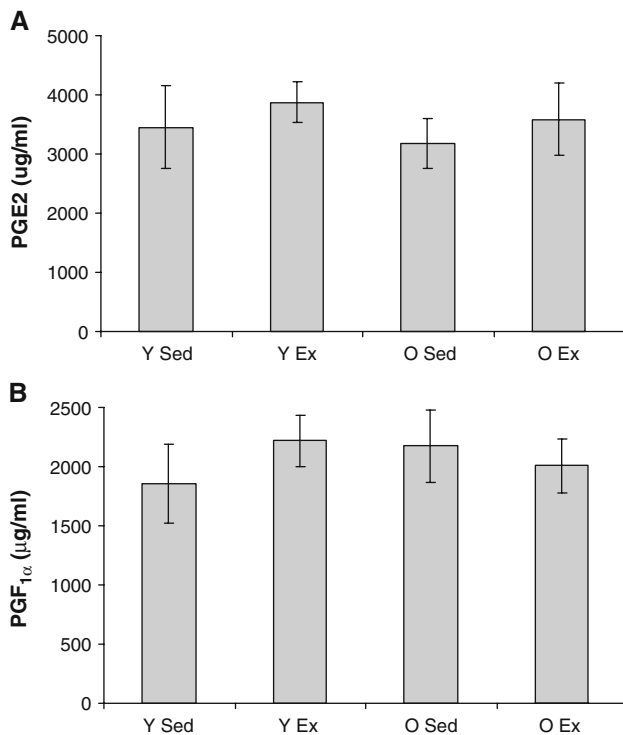 A
PGE2 (ug/ml)
5000
4000
3000
2000
1000
0
Y Sed Y Ex O Sed O Ex
B
PGF1α (μg/ml)
2500
2000
1500
1000
500
0
Y Sed Y Ex O Sed O Ex